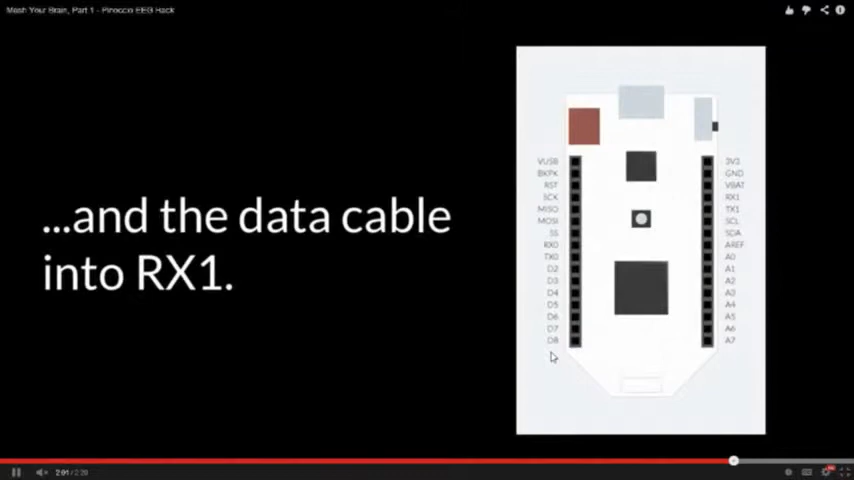 Mesh Your Brain, Part 1 - Pinoccio EEG Hack
...and the data cable
into RX1.
VUSB
BKPK
RST
SCK
MISO
MOSI
SS
RX0
TX0
D2
D3
D4
D5
D6
D7
D8
3V3
GND
VBAT
RX1
TX1
SCL
SDA
AREF
A0
A1
A2
A3
A4
A5
A6
A7
2:01 / 2:20